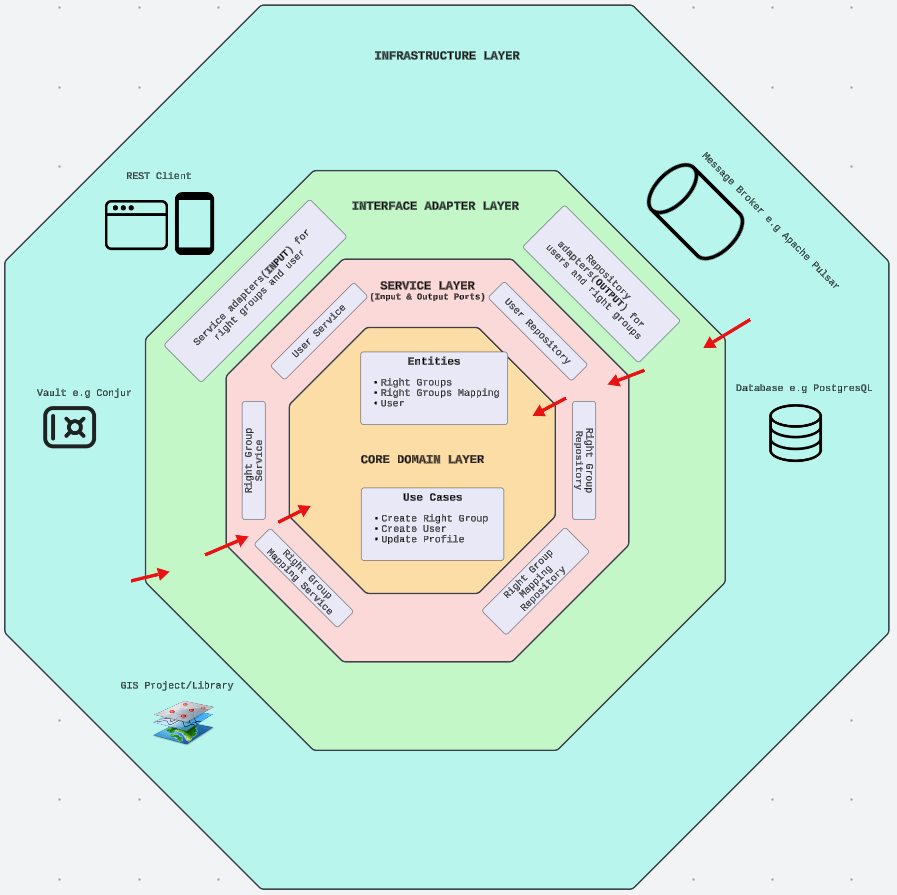 INFRASTRUCTURE LAYER
Message Broker e.g Apache Pulsar
REST Client
INTERFACE ADAPTER LAYER
Service adapters(INPUT) for
right groups and user
Repository
adapters(OUTPUT) for
users and right groups
SERVICE LAYER
(Input & Output Ports)
User Service
User Repository
Entities
• Right Groups
• Right Groups Mapping
• User
Vault e.g Conjur
Database e.g PostgresQL
Right Group
Service
Right Group
Repository
CORE DOMAIN LAYER
Use Cases
• Create Right Group
• Create User
• Update Profile
Right Group
Mapping Service
Right Group
Mapping
Repository
GIS Project/Library